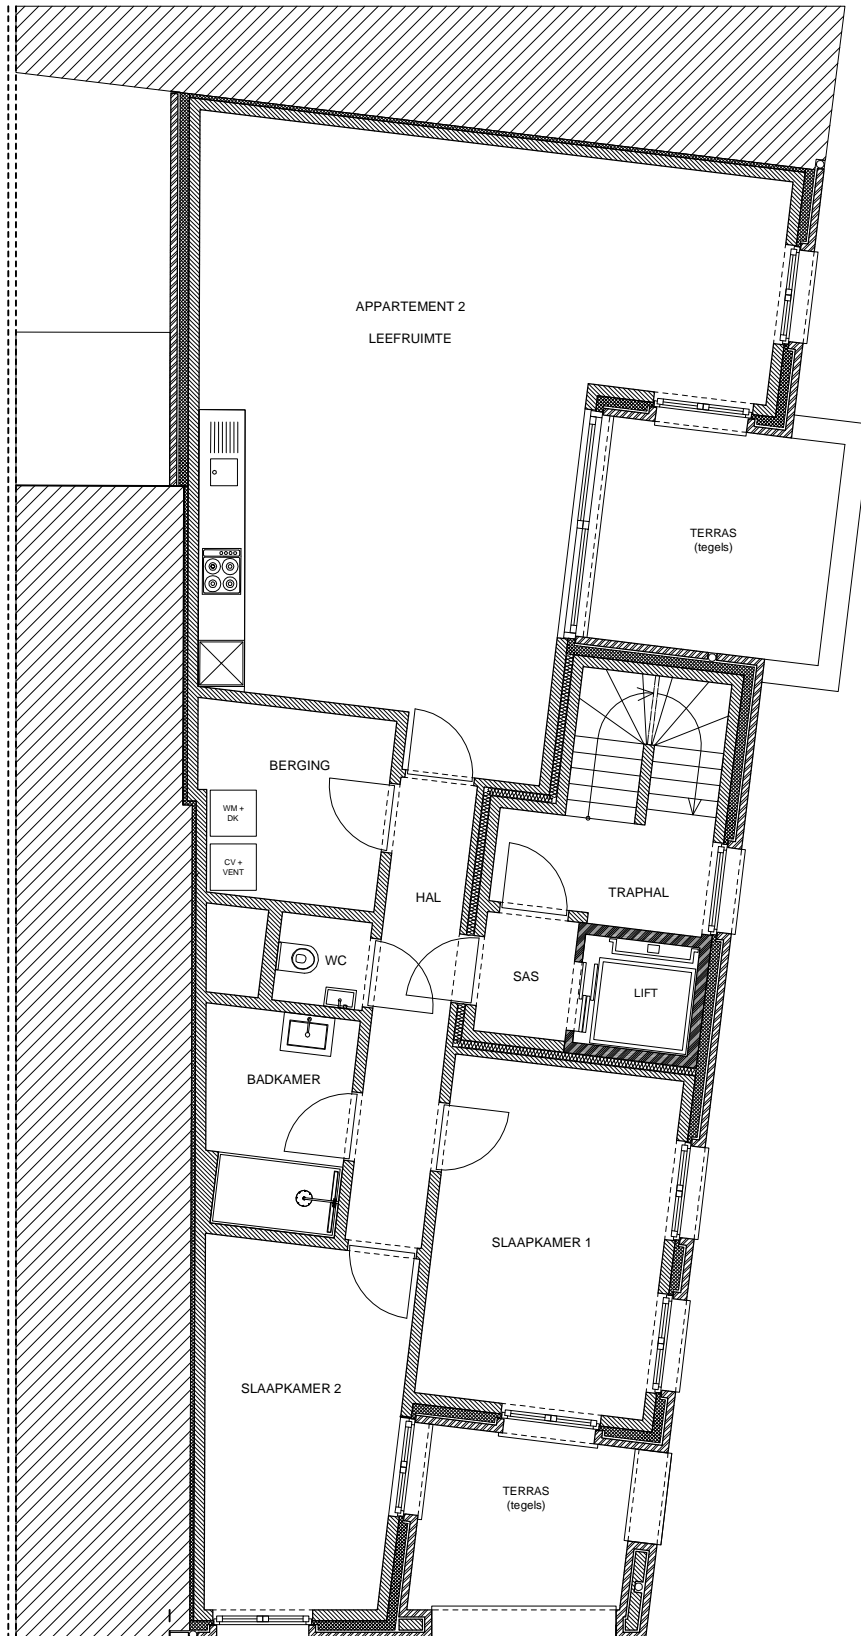 APPARTEMENT 2
LEEFRUIMTE
TERRAS
(tegels)
BERGING
WM +
DK
CV +
VENT
HAL
TRAPHAL
WC
SAS
LIFT
BADKAMER
SLAAPKAMER 1
SLAAPKAMER 2
TERRAS
(tegels)